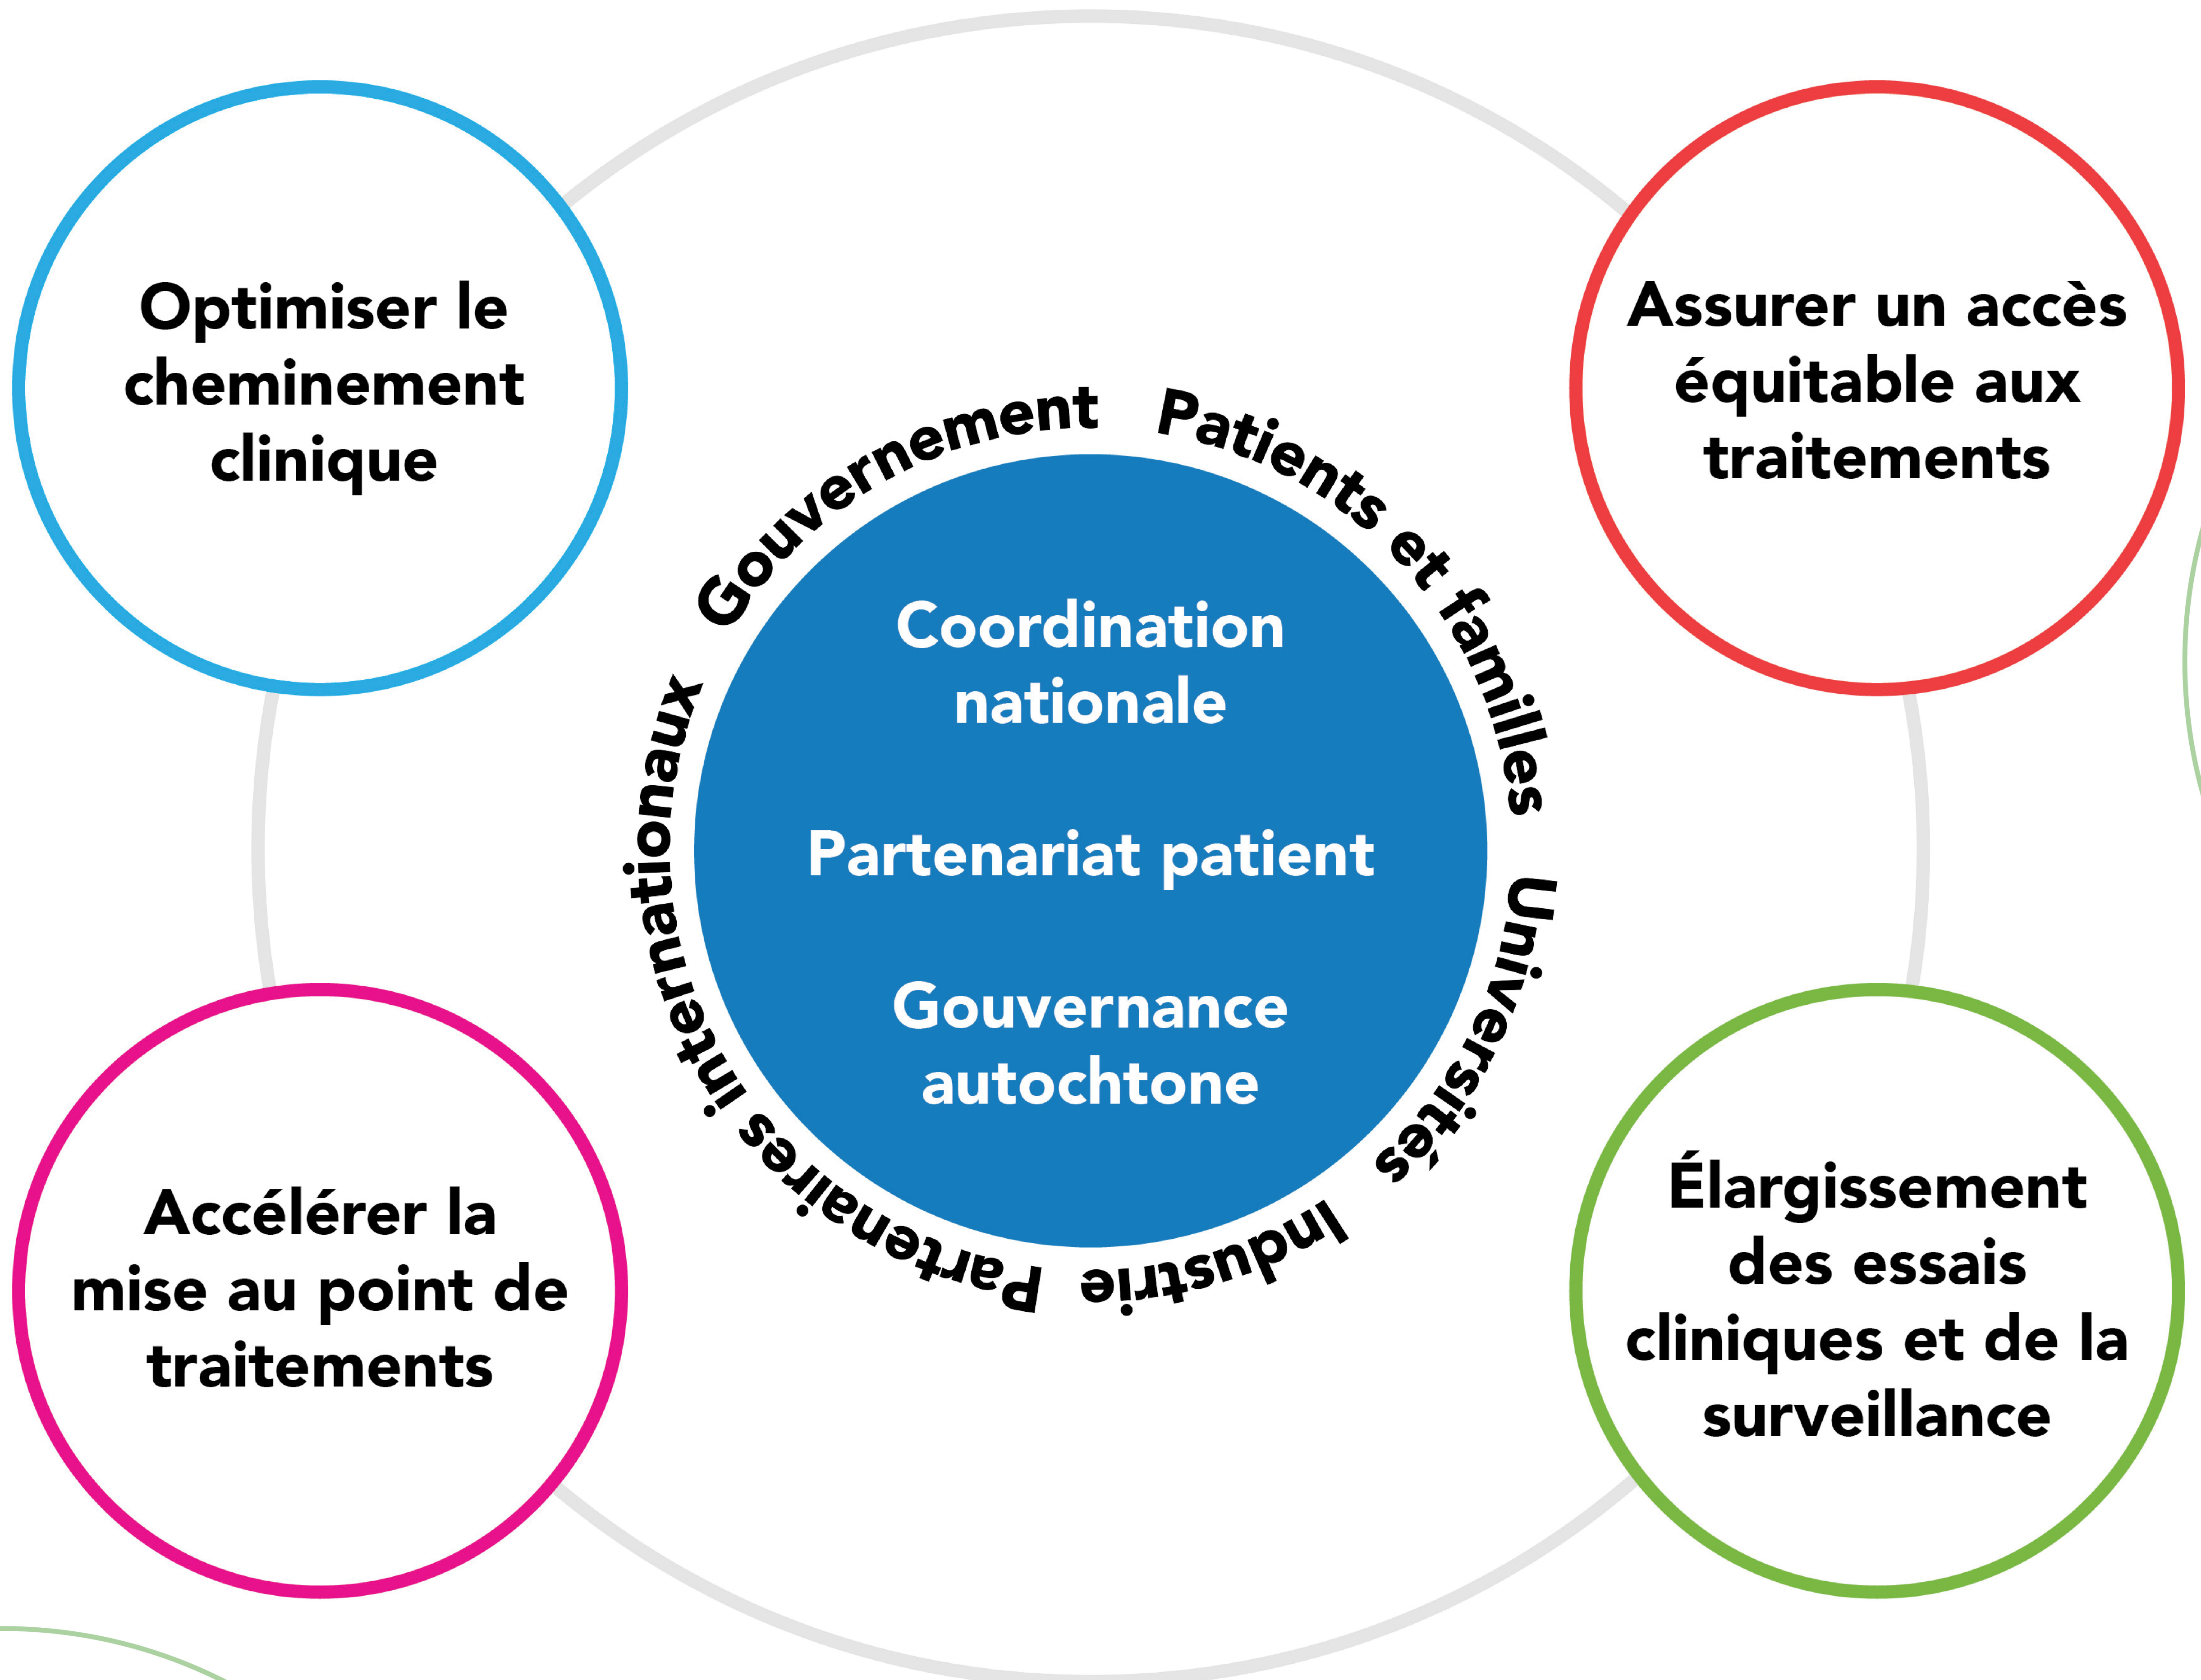 Optimiser le
cheminement
clinique
Assurer un accès
équitable aux
traitements
Gouvernement
Patients et familles
Universités
Industrie
Partenaires internationaux
Coordination
nationale
Partenariat patient
Gouvernance
autochtone
Accélérer la
mise au point de
traitements
Élargissement
des essais
cliniques et de la
surveillance